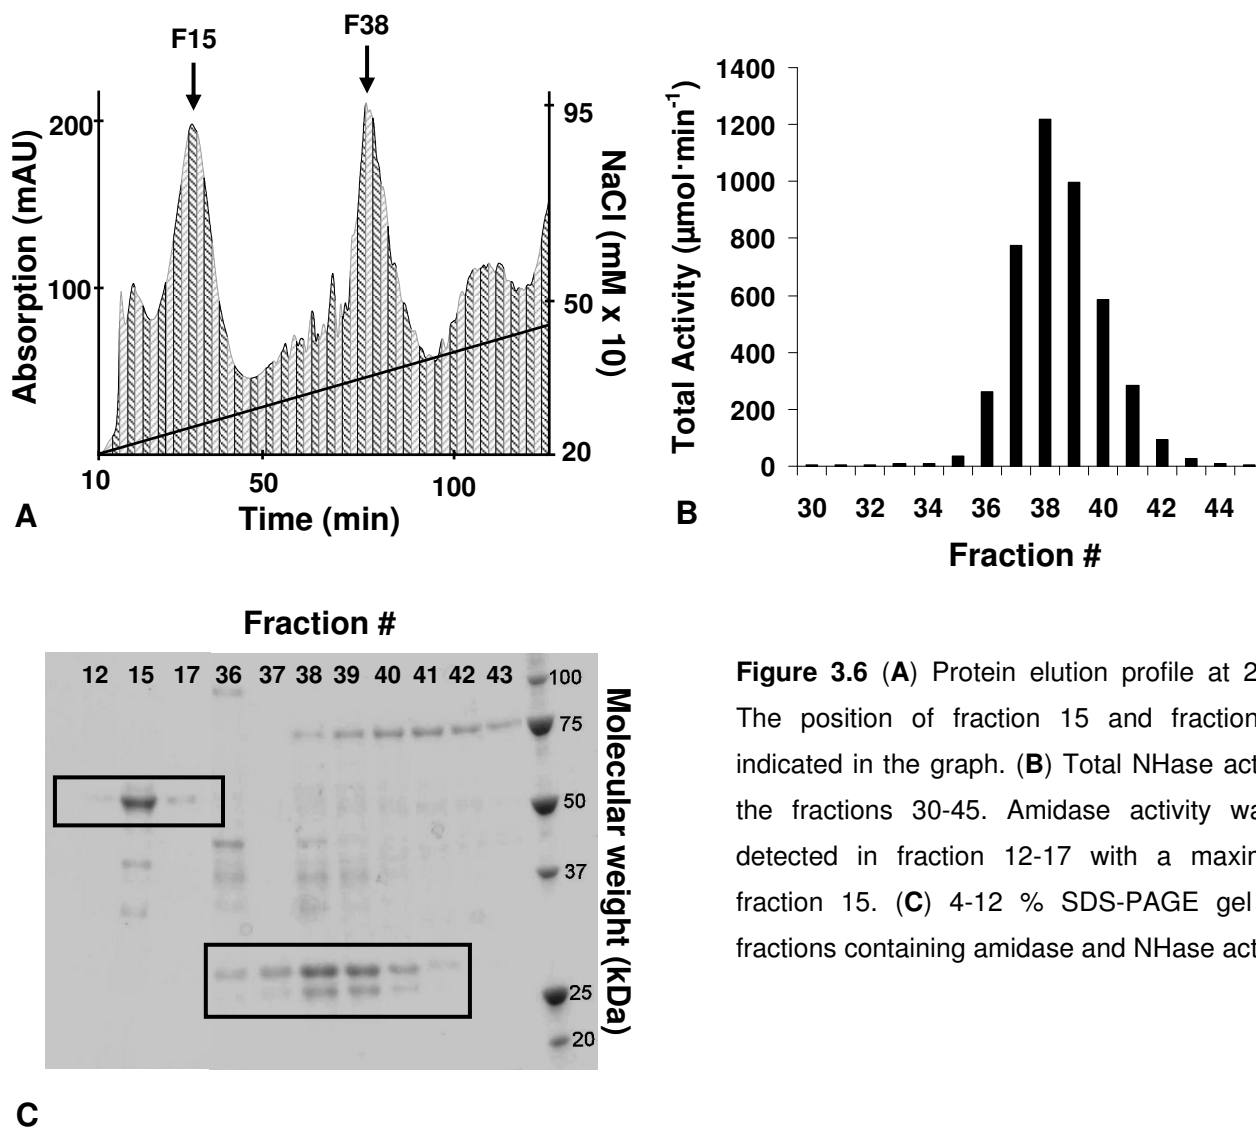 F15
F38
Absorption (mAU)
200
100
95
50
20
NaCl (mM x 10)
10
50
100
Time (min)
A
Total Activity (µmol·min-1)
1400
1200
1000
800
600
400
200
0
30 32 34 36 38 40 42 44
Fraction #
B
Fraction #
12 15 17 36 37 38 39 40 41 42 43
100
75
50
37
25
20
Molecular weight (kDa)
C
Figure 3.6 (A) Protein elution profile at 2
The position of fraction 15 and fraction
indicated in the graph. (B) Total NHase act
the fractions 30-45. Amidase activity wa
detected in fraction 12-17 with a maxin
fraction 15. (C) 4-12 % SDS-PAGE gel
fractions containing amidase and NHase act